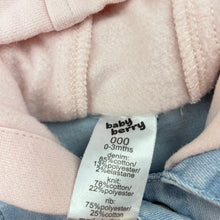 baby
berry
000
0-3mths
denim:
85%cotton/
13%polyester/
2%elastane
knit:
78%cotton/
22%polyester
rib:
75%polyester/
25%cotton